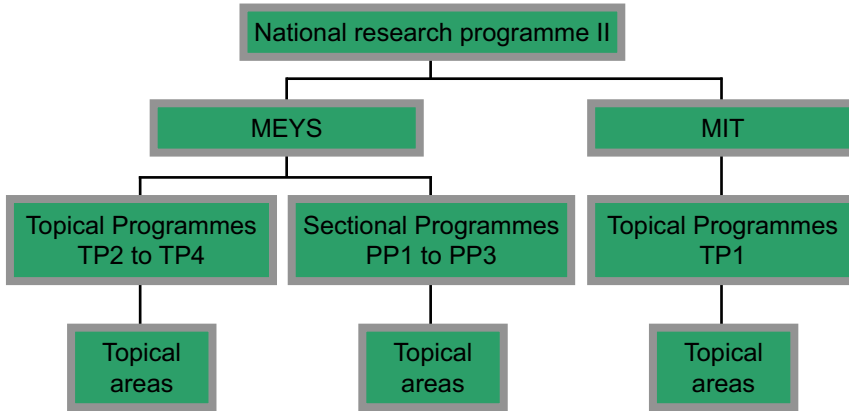 National research programme II
MEYS
MIT
Topical Programmes
TP2 to TP4
Sectional Programmes
PP1 to PP3
Topical Programmes
TP1
Topical
areas
Topical
areas
Topical
areas